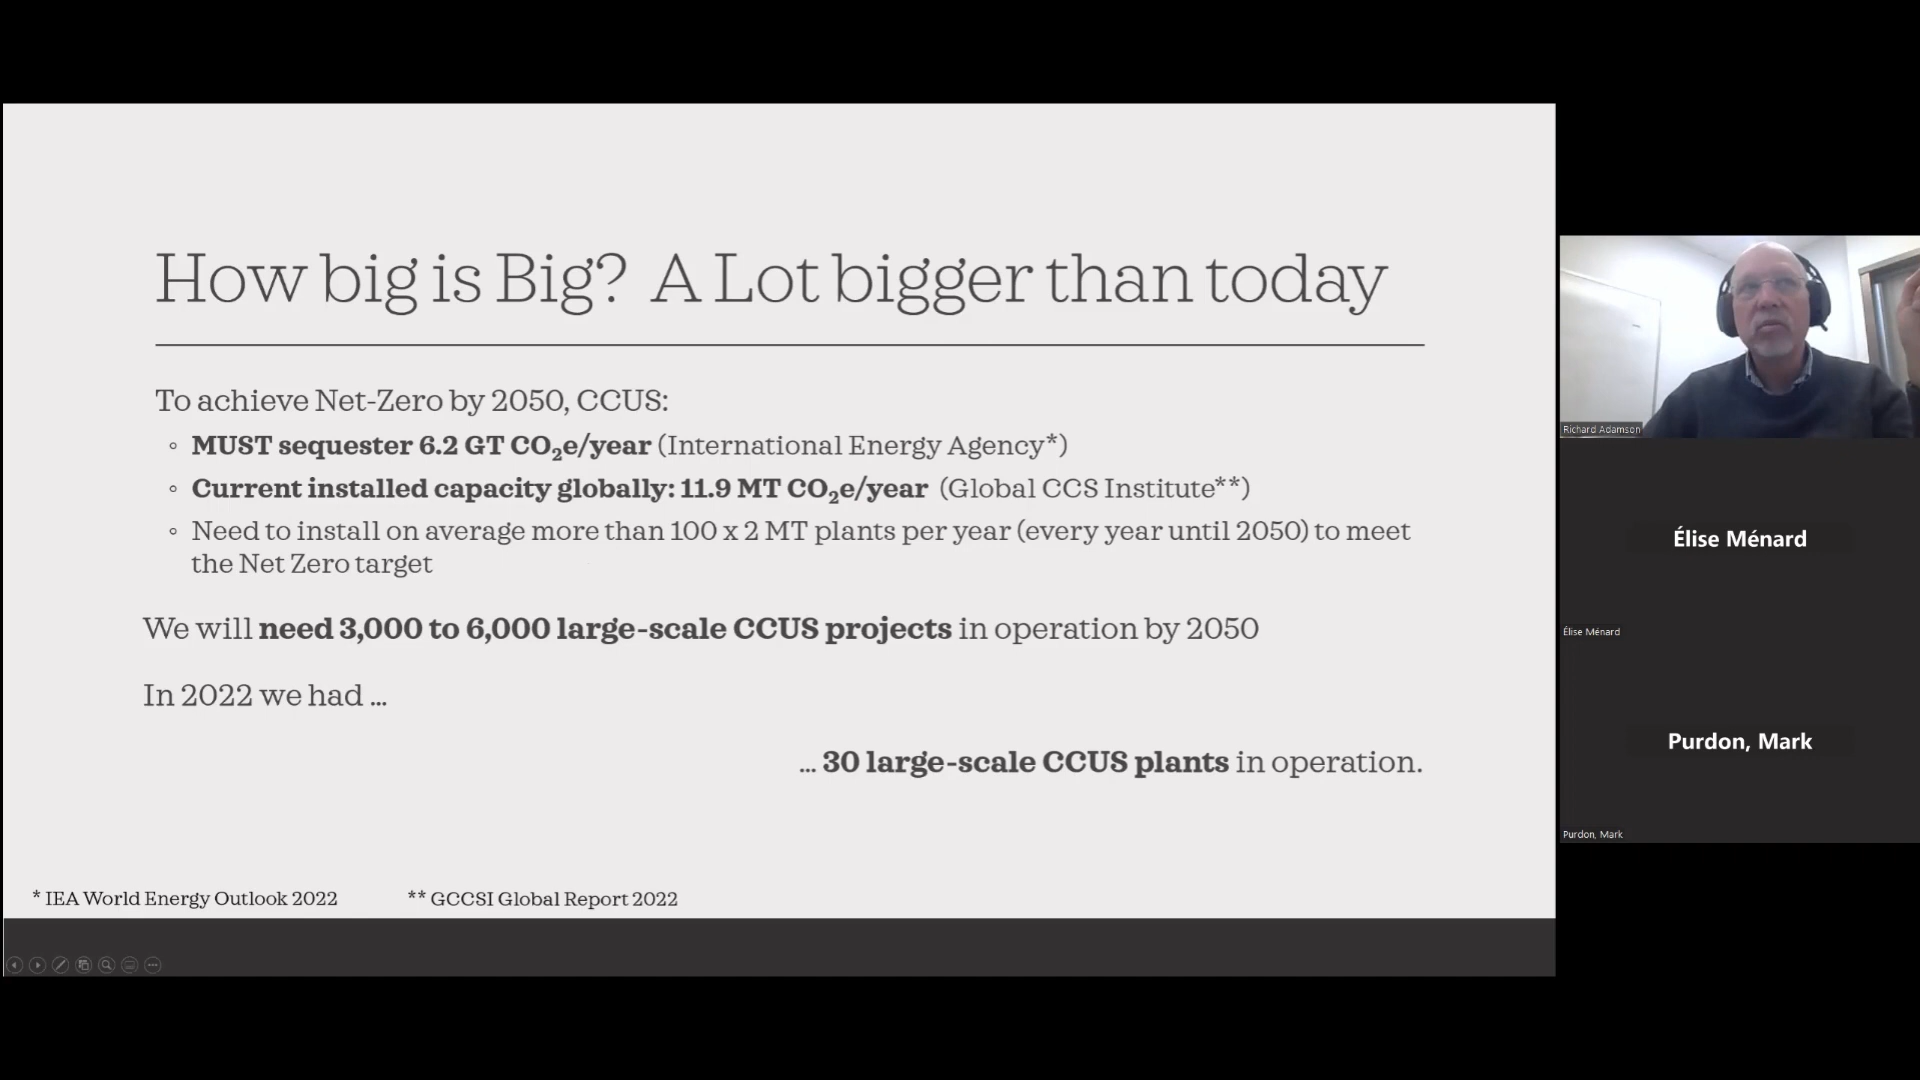 How big is Big? A Lot bigger than today
To achieve Net-Zero by 2050, CCUS:
◦ MUST sequester 6.2 GT CO₂e/year (International Energy Agency*)
◦ Current installed capacity globally: 11.9 MT CO₂e/year (Global CCS Institute**)
◦ Need to install on average more than 100 x 2 MT plants per year (every year until 2050) to meet
the Net Zero target
We will need 3,000 to 6,000 large-scale CCUS projects in operation by 2050
In 2022 we had ...
... 30 large-scale CCUS plants in operation.
* IEA World Energy Outlook 2022
** GCCSI Global Report 2022
Richard Adamson
Élise Ménard
Élise Ménard
Purdon, Mark
Purdon, Mark